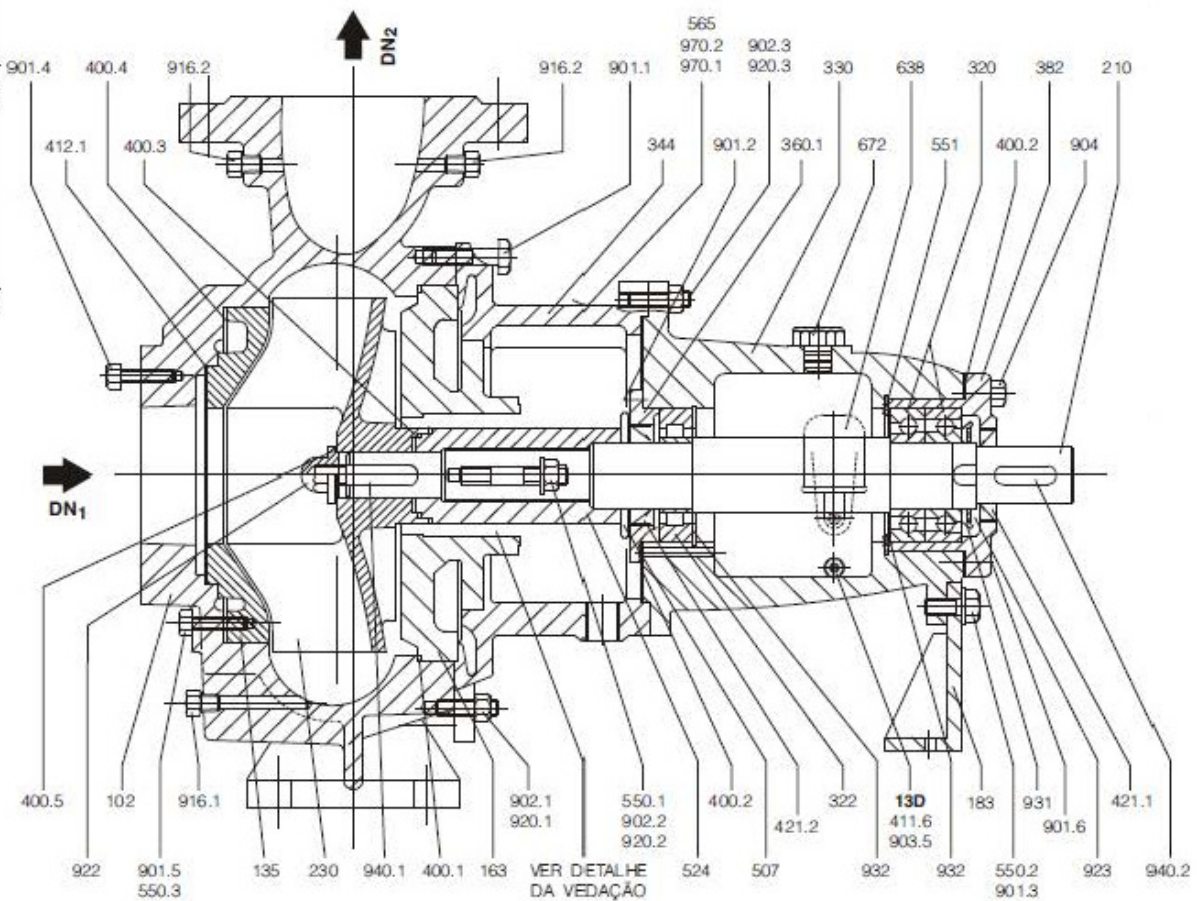 DN2
565
970.2 902.3
901.4 400.4 916.2 916.2 901.1 970.1 920.3 330 638 320 382 210
412.1 400.3 344 901.2 360.1 672 551 400.2 904
DN1
400.5 102 916.1 902.1 550.1 400.2 322 13D 183 931 421.1
920.1 902.2 421.2 411.6 901.6
920.2 903.5
922 901.5 135 230 940.1 400.1 163 VER DETALHE 524 507 932 932 550.2 923 940.2
550.3 DA VEDAÇÃO 901.3